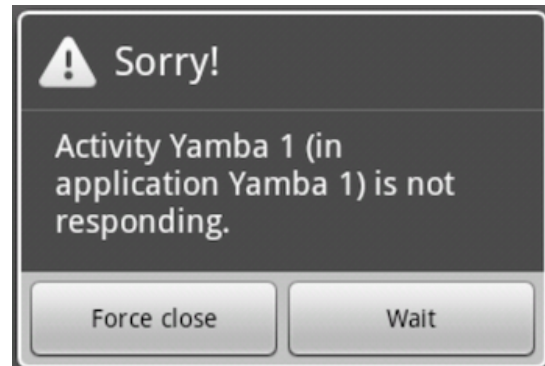 Sorry!
Activity Yamba 1 (in
application Yamba 1) is not
responding.
Force close
Wait